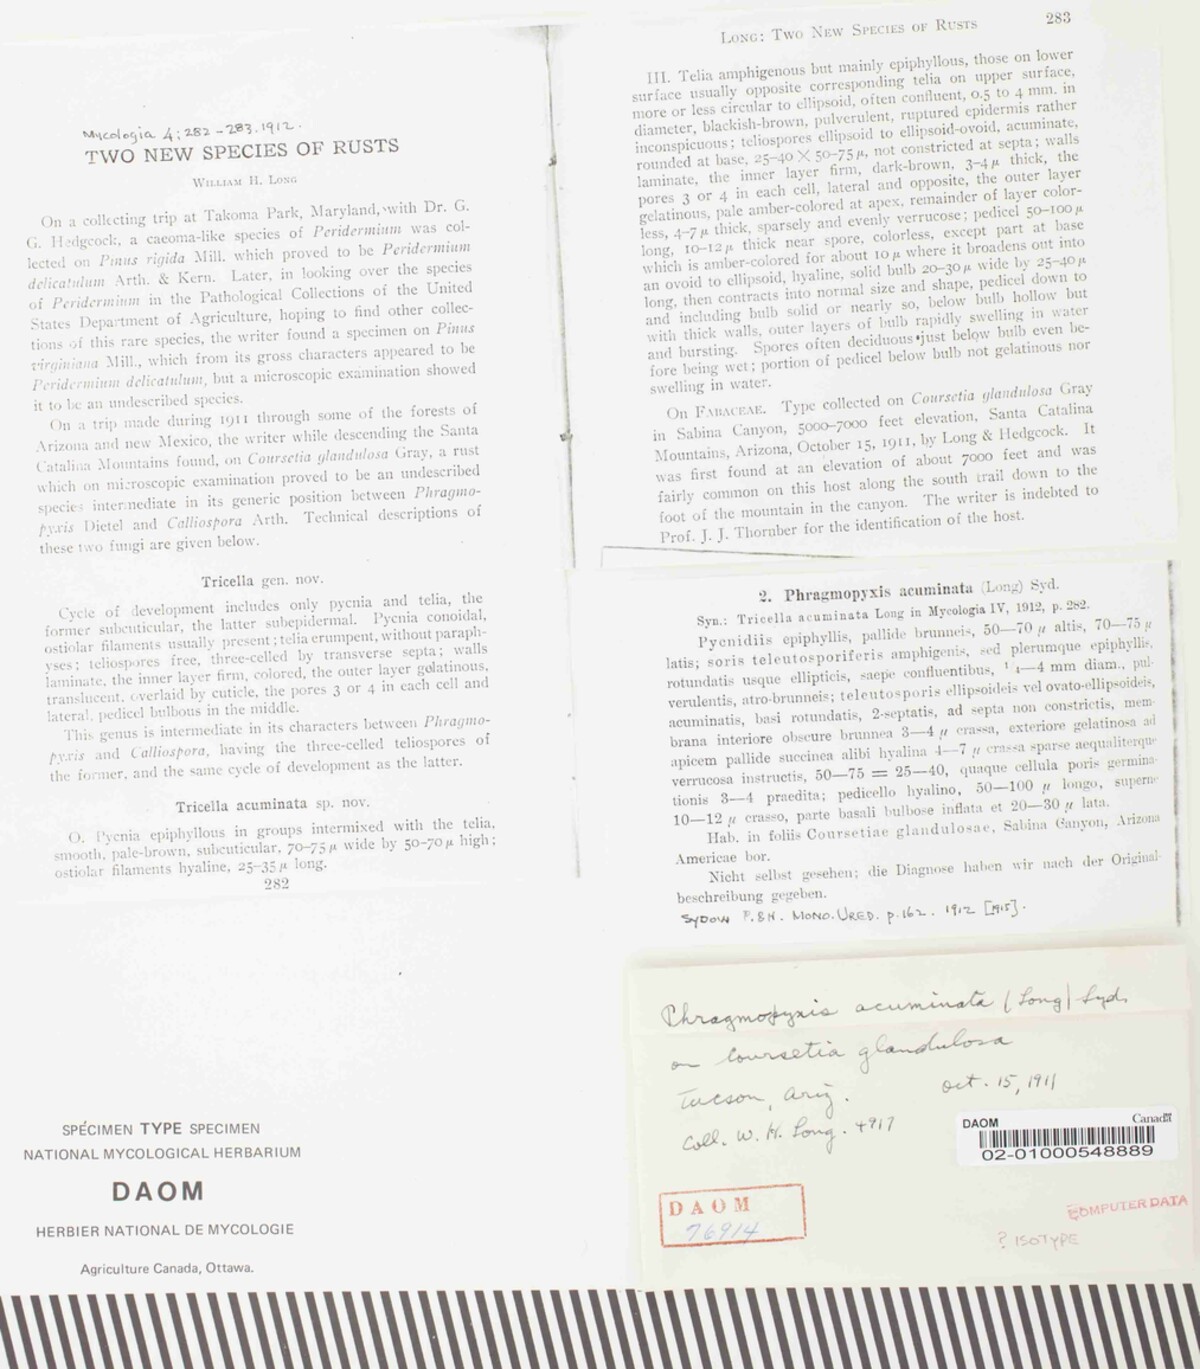 Mycologia 4: 282-283. 1912.
TWO NEW SPECIES OF RUSTS
William H. Long
On a collecting trip at Takoma Park, Maryland, with Dr. G.
G. Hedgcock, a caeoma-like species of Peridermium was col-
lected on Pinus rigida Mill. which proved to be Peridermium
delicatulum Arth. & Kern. Later, in looking over the species
of Peridermium in the Pathological Collections of the United
States Department of Agriculture, hoping to find other collec-
tions of this rare species, the writer found a specimen on Pinus
virginiana Mill., which from its gross characters appeared to be
Peridermium delicatulum, but a microscopic examination showed
it to be an undescribed species.
On a trip made during 1911 through some of the forests of
Arizona and new Mexico, the writer while descending the Santa
Catalina Mountains found, on Coursetia glandulosa Gray, a rust
which on microscopic examination proved to be an undescribed
species intermediate in its generic position between Phragmo-
pyxis Dietel and Calliospora Arth. Technical descriptions of
these two fungi are given below.
Tricella gen. nov.
Cycle of development includes only pycnia and telia, the
former subcuticular, the latter subepidermal. Pycnia conoidal,
ostiolar filaments usually present; telia erumpent, without paraph-
yses; teliospores free, three-celled by transverse septa; walls
laminate, the inner layer firm, colored, the outer layer gelatinous,
translucent, overlaid by cuticle, the pores 3 or 4 in each cell and
lateral, pedicel bulbous in the middle.
This genus is intermediate in its characters between Phragmo-
pyxis and Calliospora, having the three-celled teliospores of
the former, and the same cycle of development as the latter.
Tricella acuminata sp. nov.
O. Pycnia epiphyllous in groups intermixed with the telia,
smooth, pale-brown, subcuticular, 70-75 µ wide by 50-70 µ high;
ostiolar filaments hyaline, 25-35 µ long.
282
Long: Two New Species of Rusts 283
III. Telia amphigenous but mainly epiphyllous, those on lower
surface usually opposite corresponding telia on upper surface,
more or less circular to ellipsoid, often confluent, 0.5 to 4 mm. in
diameter, blackish-brown, pulverulent, ruptured epidermis rather
inconspicuous; teliospores ellipsoid to ellipsoid-ovoid, acuminate,
rounded at base, 25-40 × 50-75 µ, not constricted at septa; walls
laminate, the inner layer firm, dark-brown, 3-4 µ thick, the
pores 3 or 4 in each cell, lateral and opposite, the outer layer
gelatinous, pale amber-colored at apex, remainder of layer color-
less, 4-7 µ thick, sparsely and evenly verrucose; pedicel 50-100 µ
long, 10-12 µ thick near spore, colorless, except part at base
which is amber-colored for about 10 µ where it broadens out into
an ovoid to ellipsoid, hyaline, solid bulb 20-30 µ wide by 25-40 µ
long, then contracts into normal size and shape, pedicel down to
and including bulb solid or nearly so, below bulb hollow but
with thick walls, outer layers of bulb rapidly swelling in water
and bursting. Spores often deciduous just below bulb even be-
fore being wet; portion of pedicel below bulb not gelatinous nor
swelling in water.
On Fabaceae. Type collected on Coursetia glandulosa Gray
in Sabina Canyon, 5000-7000 feet elevation, Santa Catalina
Mountains, Arizona, October 15, 1911, by Long & Hedgcock. It
was first found at an elevation of about 7000 feet and was
fairly common on this host along the south trail down to the
foot of the mountain in the canyon. The writer is indebted to
Prof. J. J. Thornber for the identification of the host.
2. Phragmopyxis acuminata (Long) Syd.
Syn.: Tricella acuminata Long in Mycologia IV, 1912, p. 282.
Pycnidiis epiphyllis, pallide brunneis, 50—70 µ altis, 70—75 µ
latis; soris teleutosporiferis amphigenis, sed plerumque epiphyllis,
rotundatis usque ellipticis, saepe confluentibus, —4 mm diam., pul-
verulentis, atro-brunneis; teleutosporis ellipsoideis vel ovato-ellipsoideis,
acuminatis, basi rotundatis, 2-septatis, ad septa non constrictis, mem-
brana interiore obscure brunnea 3—4 µ crassa, exteriore gelatinosa ad
apicem pallide succinea alibi hyalina 4—7 µ crassa sparse aequaliterque
verrucosa instructis, 50—75 = 25—40, quaque cellula poris germina-
tionis 3—4 praedita; pedicello hyalino, 50—100 µ longo, superne
10—12 µ crasso, parte basali bulbose inflata et 20—30 µ lata.
Hab. in foliis Coursetiae glandulosae, Sabina Canyon, Arizona
Americae bor.
Nicht selbst gesehen; die Diagnose haben wir nach der Original-
beschreibung gegeben.
Sydow P. & H. Mono. Ured. p. 162. 1912 [1915].
Phragmopyxis acuminata (Long) Syd.
on Coursetia glandulosa
Tucson, Ariz. Oct. 15, 1911
Coll. W. H. Long. 4917
DAOM Canada
02-01000548889
DAOM
76914
COMPUTER DATA
? ISOTYPE
SPÉCIMEN TYPE SPECIMEN
NATIONAL MYCOLOGICAL HERBARIUM
DAOM
HERBIER NATIONAL DE MYCOLOGIE
Agriculture Canada, Ottawa.